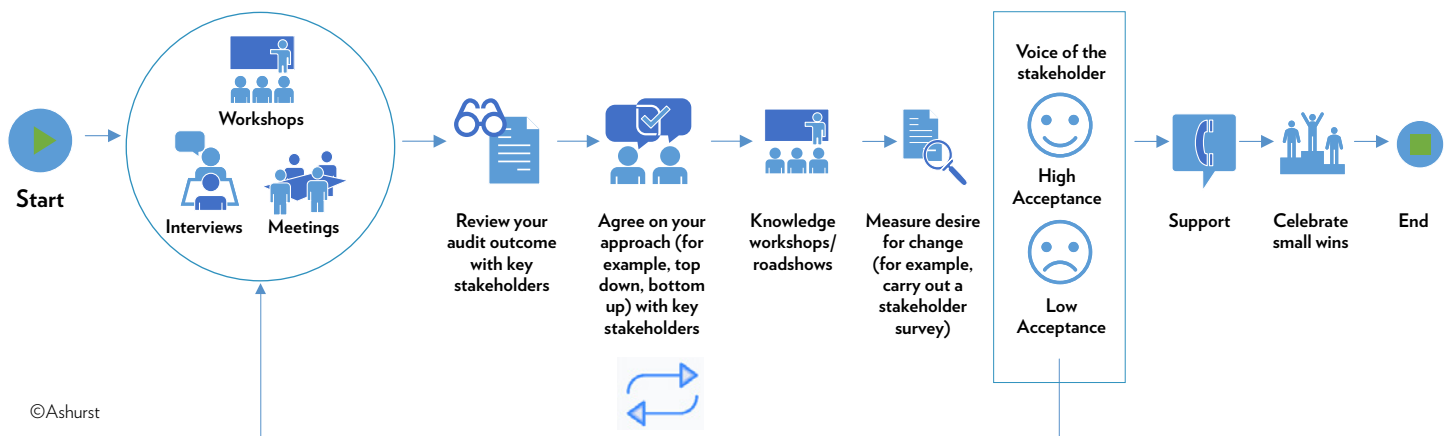 Start
Workshops
Interviews
Meetings
Review your
audit outcome
with key
stakeholders
Agree on your
approach (for
example, top
down, bottom
up) with key
stakeholders
Knowledge
workshops/
roadshows
Measure desire
for change
(for example,
carry out a
stakeholder
survey)
Voice of the
stakeholder
High
Acceptance
Low
Acceptance
Support
Celebrate
small wins
End
©Ashurst